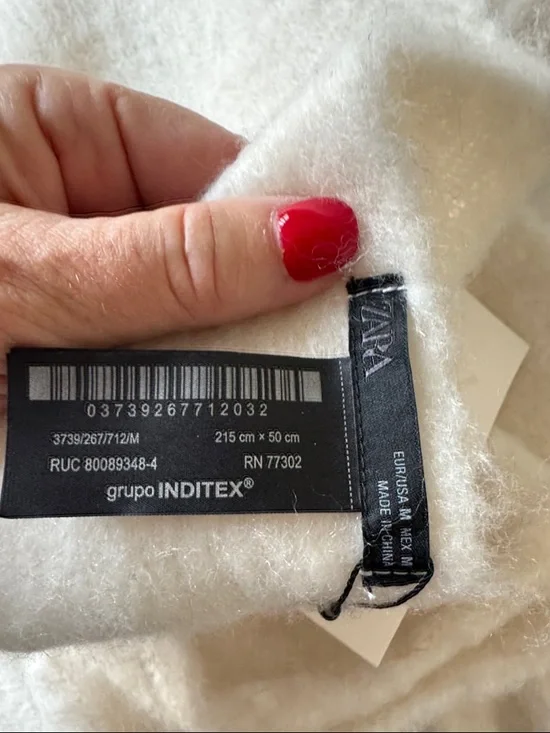 03739267712032
3739/267/712/M 215 cm × 50 cm
RUC 80089348-4 RN 77302
grupo INDITEX®
ZARA
EUR/USA M MEX M
MADE IN CHINA